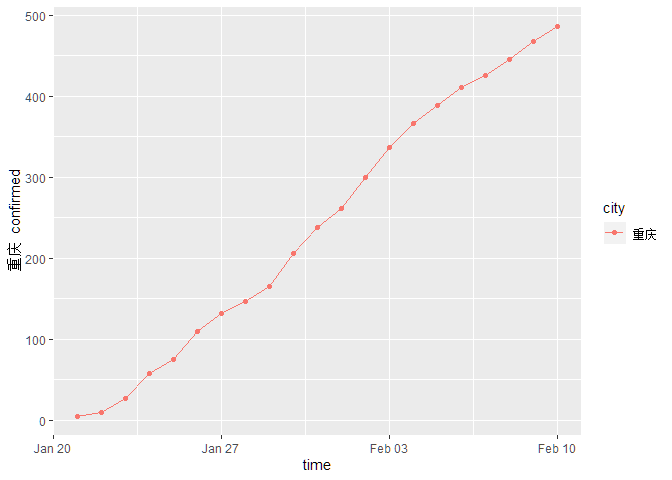 500
400
300
200
100
0
重庆 confirmed
Jan 20
Jan 27
Feb 03
Feb 10
time
city
重庆